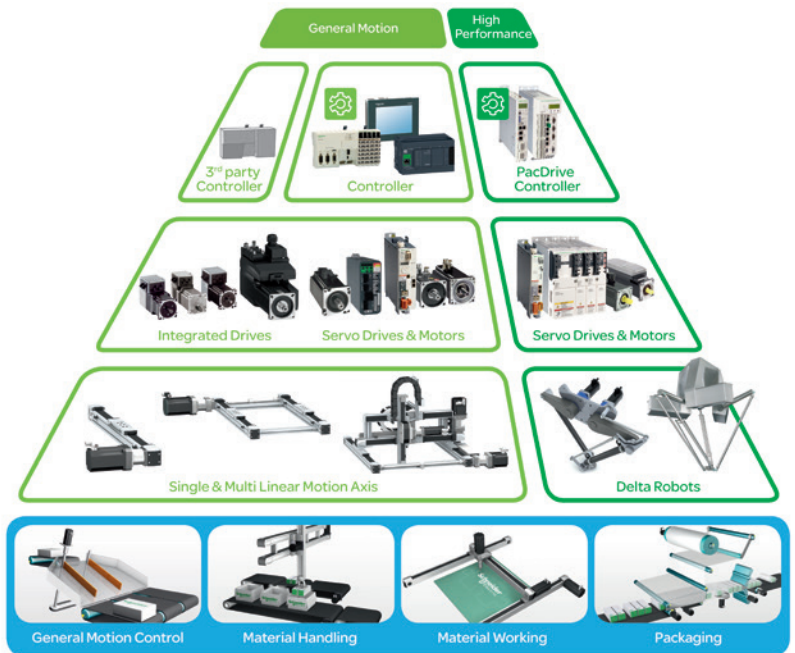 General Motion
High
Performance
3rd party
Controller
Controller
PacDrive
Controller
Integrated Drives
Servo Drives & Motors
Servo Drives & Motors
Single & Multi Linear Motion Axis
Delta Robots
Schneider
General Motion Control
Material Handling
Material Working
Packaging